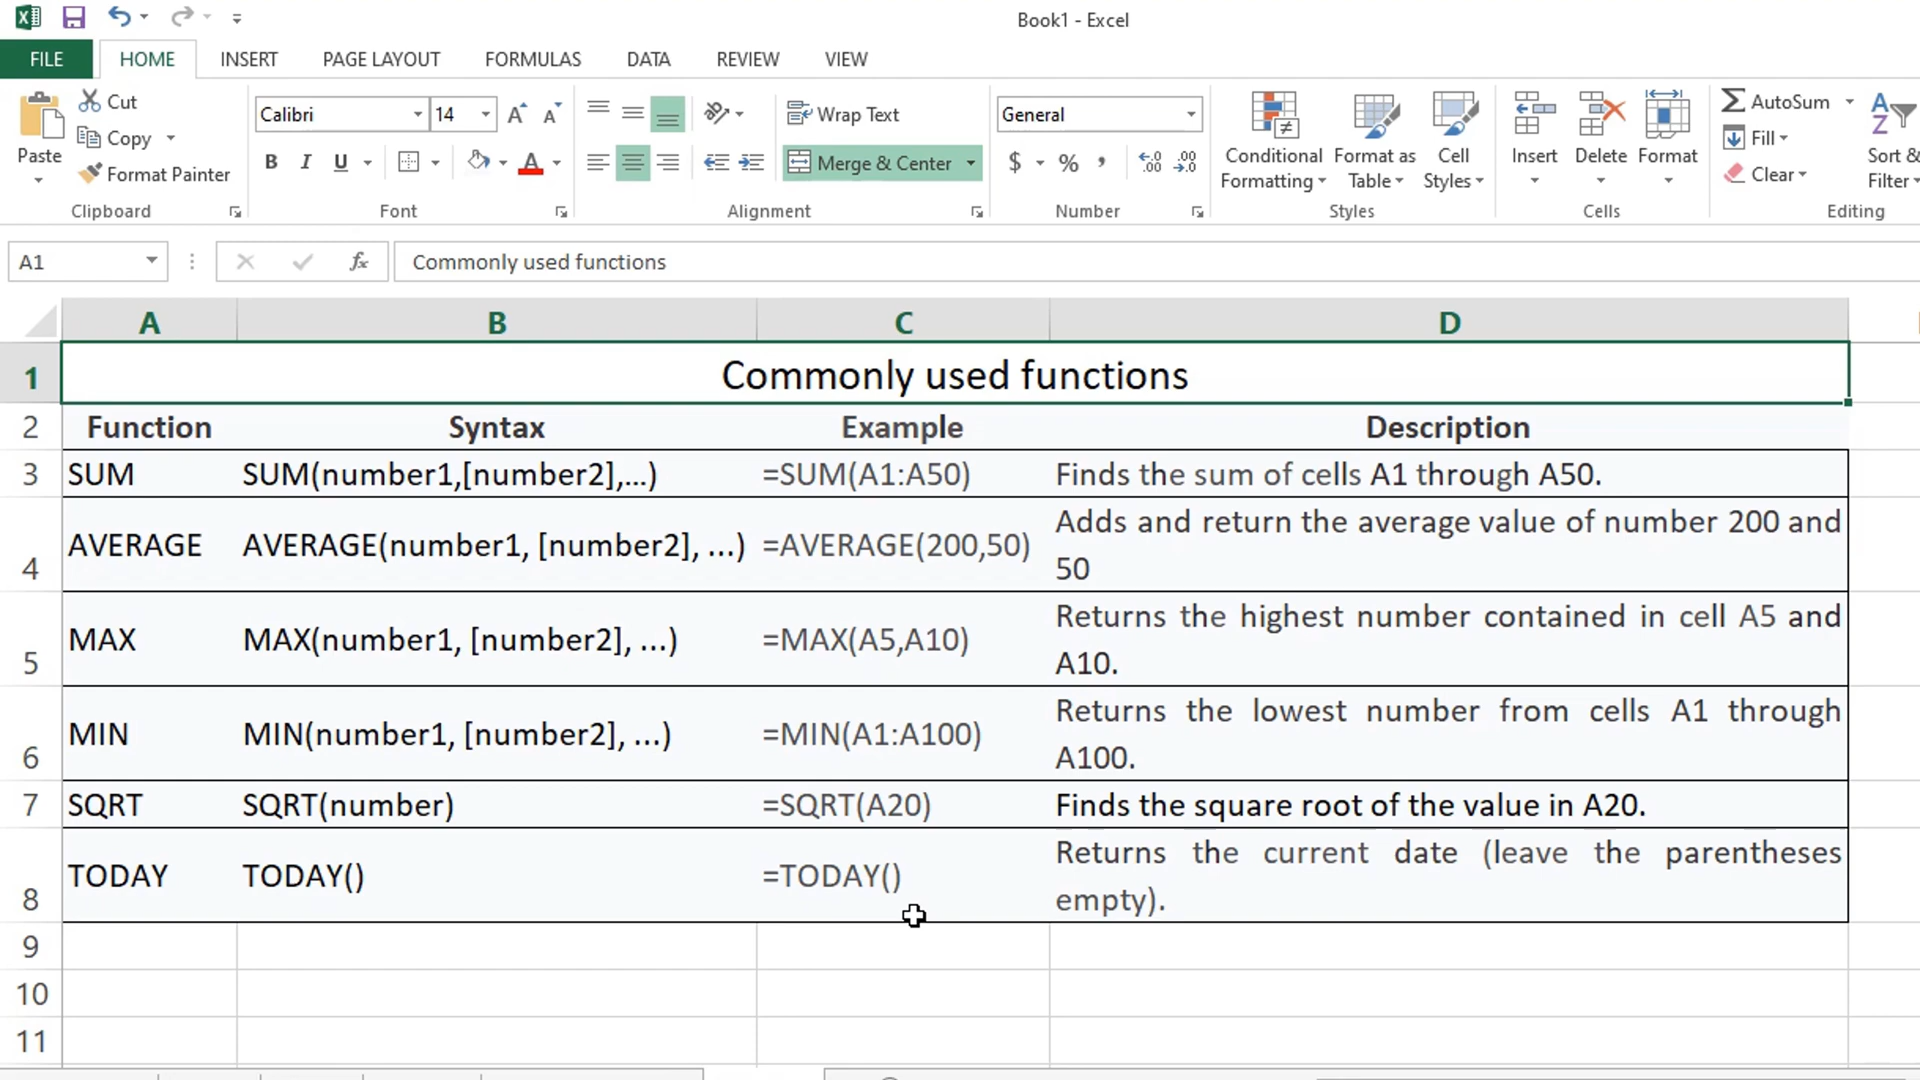 Book1 - Excel
FILE HOME INSERT PAGE LAYOUT FORMULAS DATA REVIEW VIEW
Paste
Cut
Copy
Format Painter
Clipboard
Calibri 14
B I U A
Font
Wrap Text
Merge & Center
Alignment
General
$ % ,
Number
Conditional Formatting
Format as Table
Cell Styles
Styles
Insert Delete Format
Cells
AutoSum
Fill
Clear
Sort &
Filter
Editing
A1 fx Commonly used functions
A B C D
1 Commonly used functions
2 Function Syntax Example Description
3 SUM SUM(number1,[number2],...) =SUM(A1:A50) Finds the sum of cells A1 through A50.
4 AVERAGE AVERAGE(number1, [number2], ...) =AVERAGE(200,50) Adds and return the average value of number 200 and
50
5 MAX MAX(number1, [number2], ...) =MAX(A5,A10) Returns the highest number contained in cell A5 and
A10.
6 MIN MIN(number1, [number2], ...) =MIN(A1:A100) Returns the lowest number from cells A1 through
A100.
7 SQRT SQRT(number) =SQRT(A20) Finds the square root of the value in A20.
8 TODAY TODAY() =TODAY() Returns the current date (leave the parentheses
empty).
9
10
11